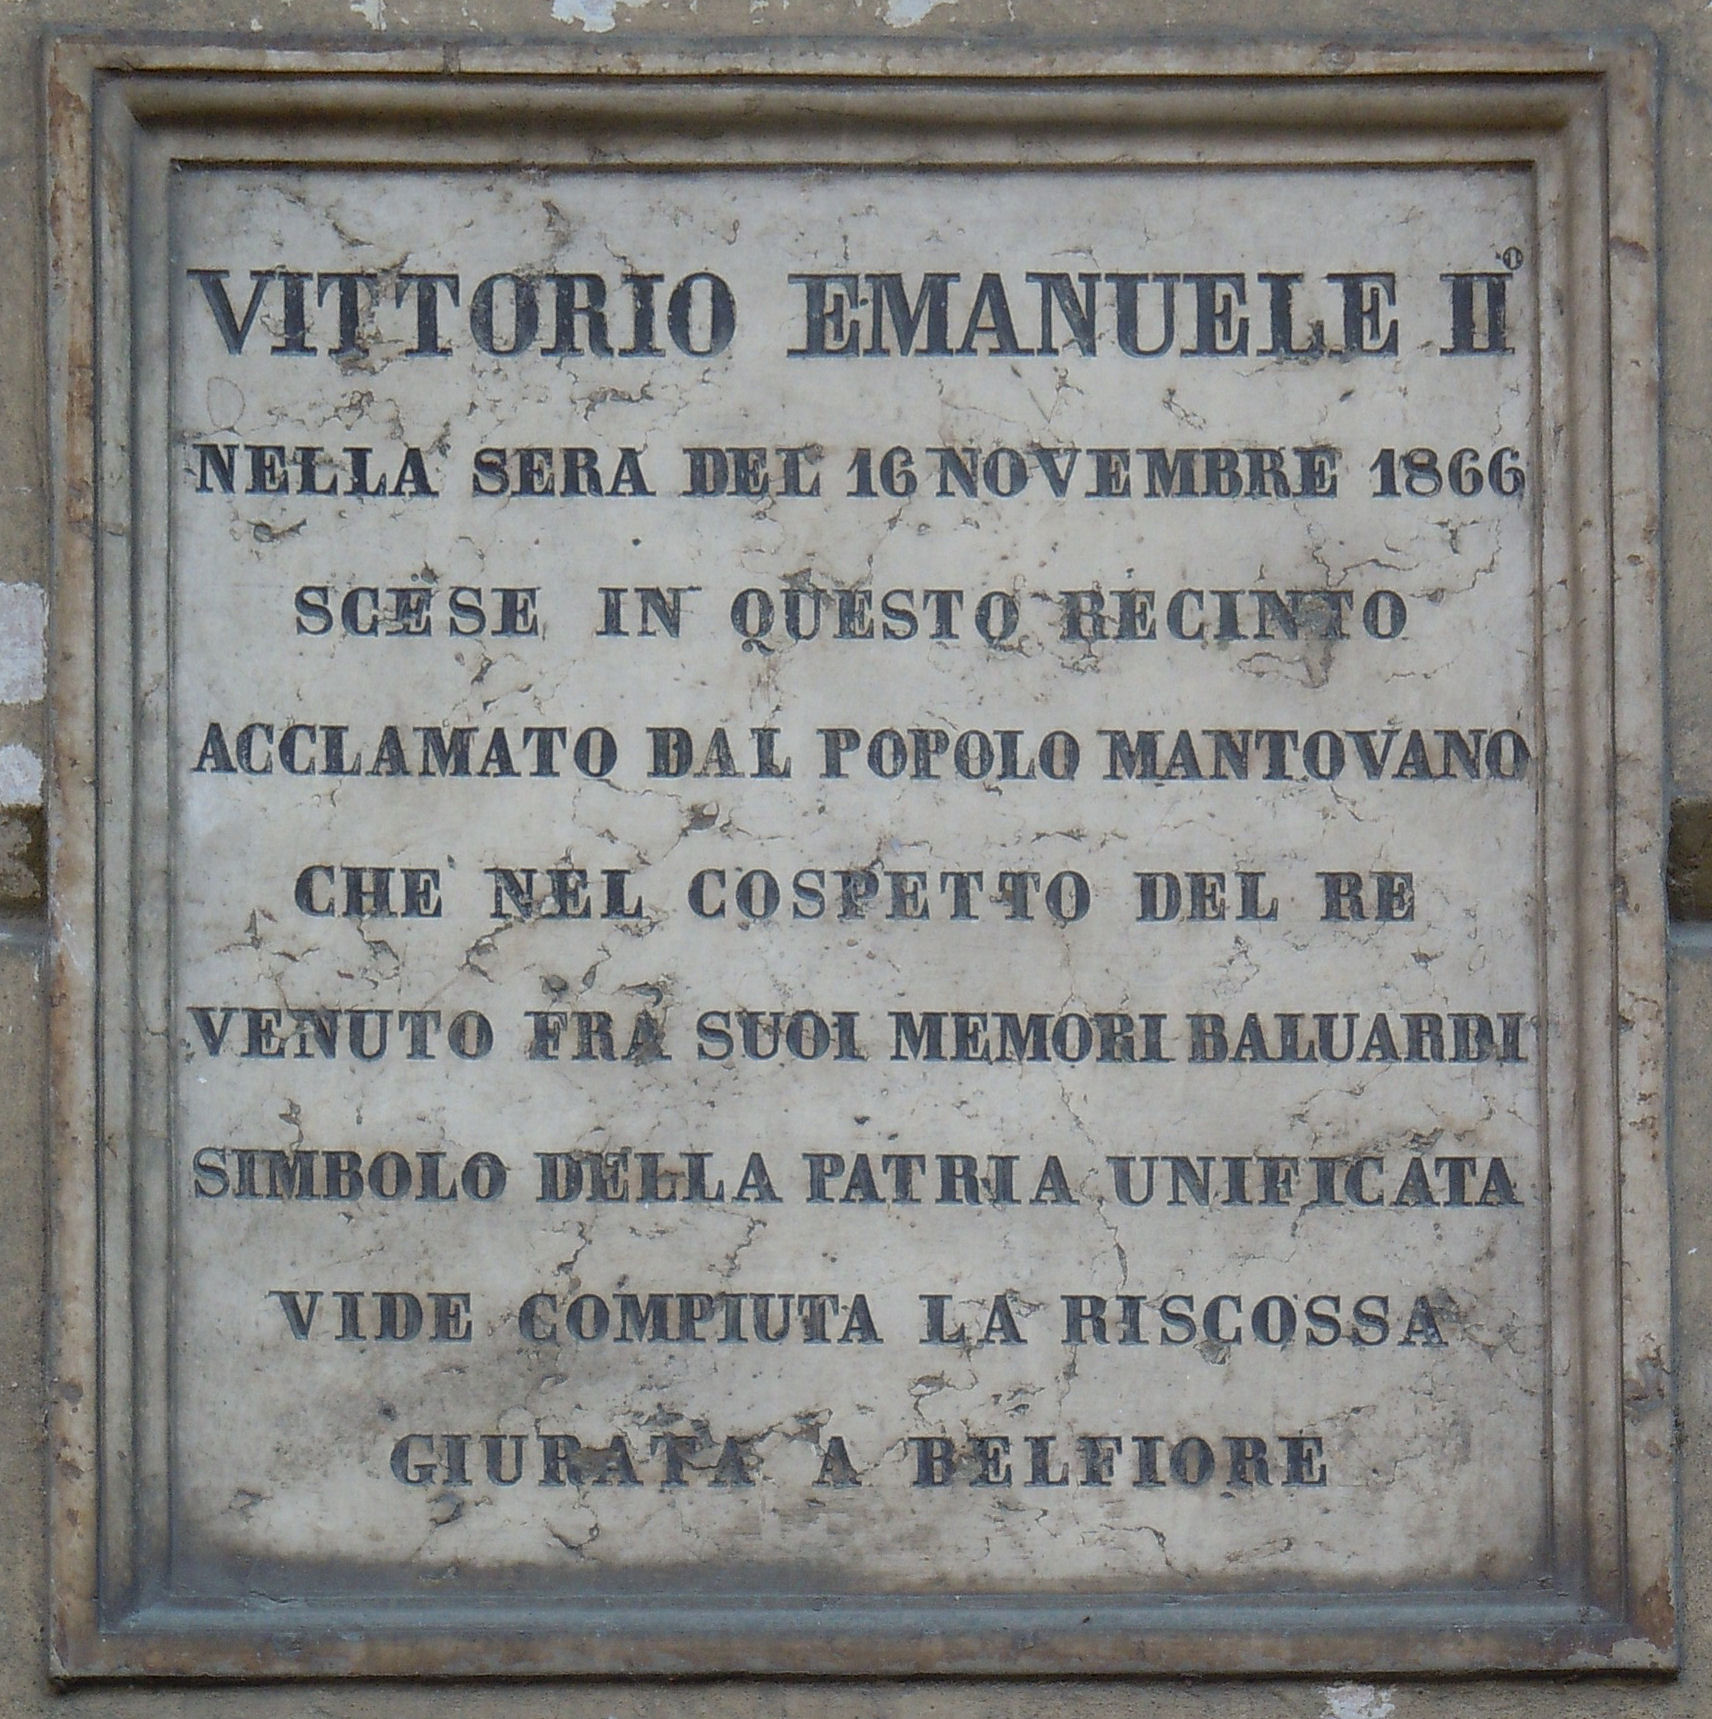 VITTORIO EMANUELE II°
NELLA SERA DEL 16 NOVEMBRE 1866
SCESE IN QUESTO RECINTO
ACCLAMATO DAL POPOLO MANTOVANO
CHE NEL COSPETTO DEL RE
VENUTO FRA SUOI MEMORI BALUARDI
SIMBOLO DELLA PATRIA UNIFICATA
VIDE COMPIUTA LA RISCOSSA
GIURATA A BELFIORE